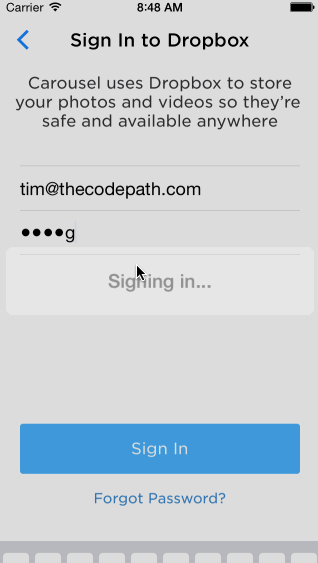 Carrier 8:48 AM
Sign In to Dropbox
Carousel uses Dropbox to store
your photos and videos so they're
safe and available anywhere
tim@thecodepath.com
●●●●g
Signing in...
Sign In
Forgot Password?